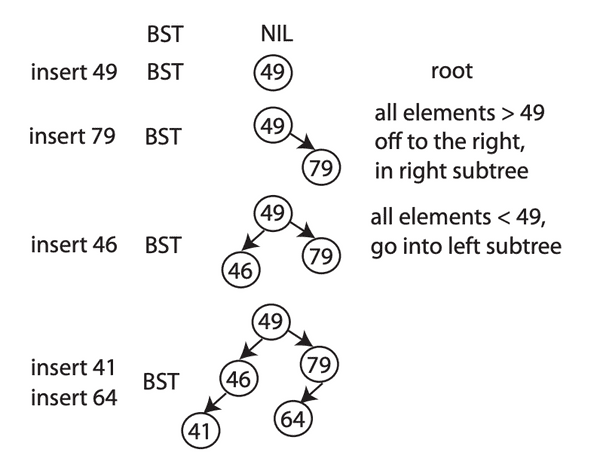 BST NIL
insert 49 BST 49 root
insert 79 BST 49 79 all elements > 49
off to the right,
in right subtree
insert 46 BST 49 46 79 all elements < 49,
go into left subtree
49
46 79
insert 41
insert 64 BST
41 64